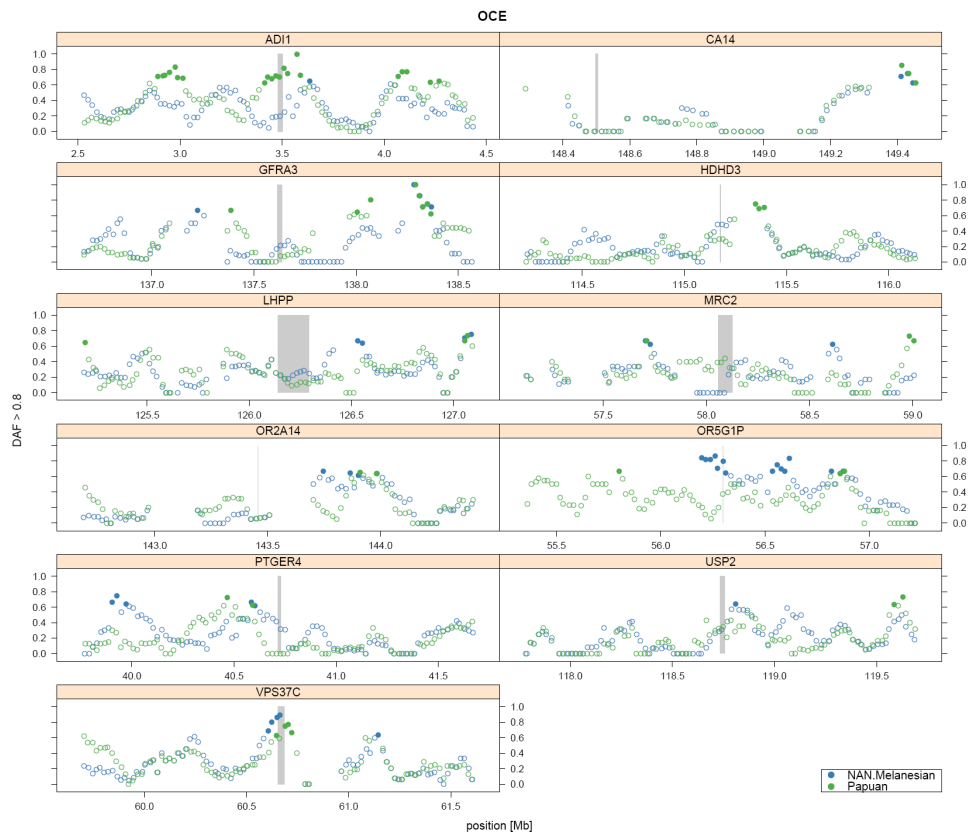 OCE
ADI1 CA14
1.0
0.8
0.6
0.4
0.2
0.0
2.5 3.0 3.5 4.0 4.5 148.4 148.6 148.8 149.0 149.2 149.4
GFRA3 HDHD3
1.0
0.8
0.6
0.4
0.2
0.0
137.0 137.5 138.0 138.5 114.5 115.0 115.5 116.0
LHPP MRC2
1.0
0.8
0.6
0.4
0.2
0.0
125.5 126.0 126.5 127.0 57.5 58.0 58.5 59.0
OR2A14 OR5G1P
1.0
0.8
0.6
0.4
0.2
0.0
143.0 143.5 144.0 55.5 56.0 56.5 57.0
PTGER4 USP2
1.0
0.8
0.6
0.4
0.2
0.0
40.0 40.5 41.0 41.5 118.0 118.5 119.0 119.5
VPS37C
1.0
0.8
0.6
0.4
0.2
0.0
60.0 60.5 61.0 61.5
DAF > 0.8
position [Mb]
NAN.Melanesian
Papuan